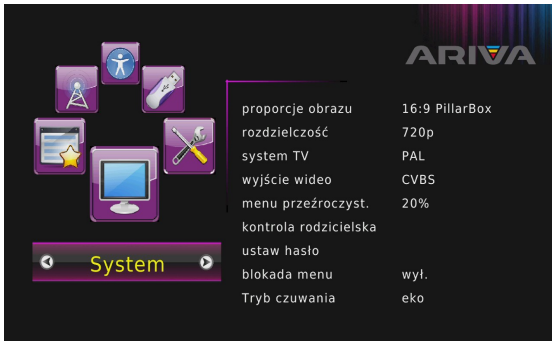 ARIVA
proporcje obrazu 16:9 PillarBox
rozdzielczość 720p
system TV PAL
wyjście wideo CVBS
menu przeźroczyst. 20%
kontrola rodzicielska
ustaw hasło
blokada menu wył.
Tryb czuwania eko
System